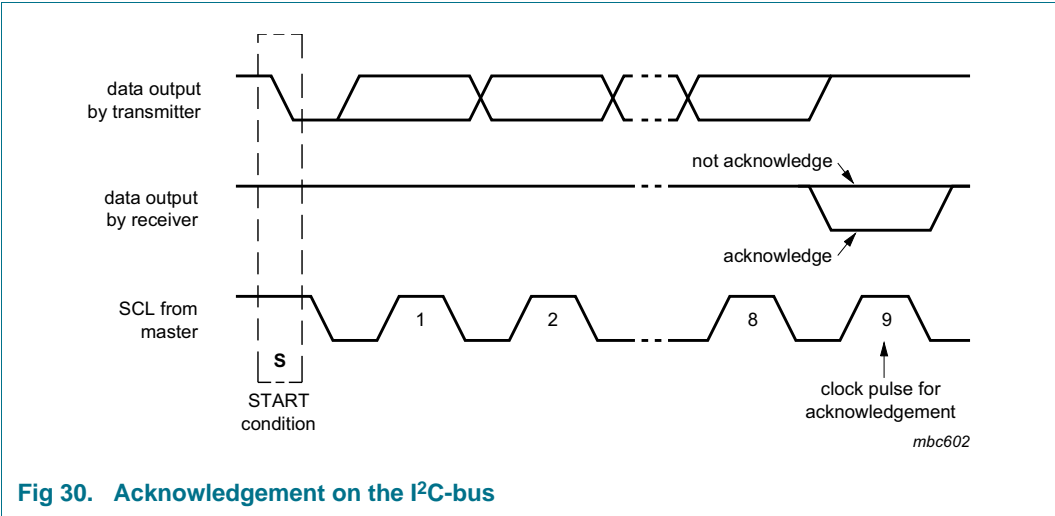 data output
by transmitter
not acknowledge
data output
by receiver
acknowledge
SCL from
master
1
2
8
9
S
START
condition
clock pulse for
acknowledgement
mbc602
Fig 30. Acknowledgement on the I²C-bus